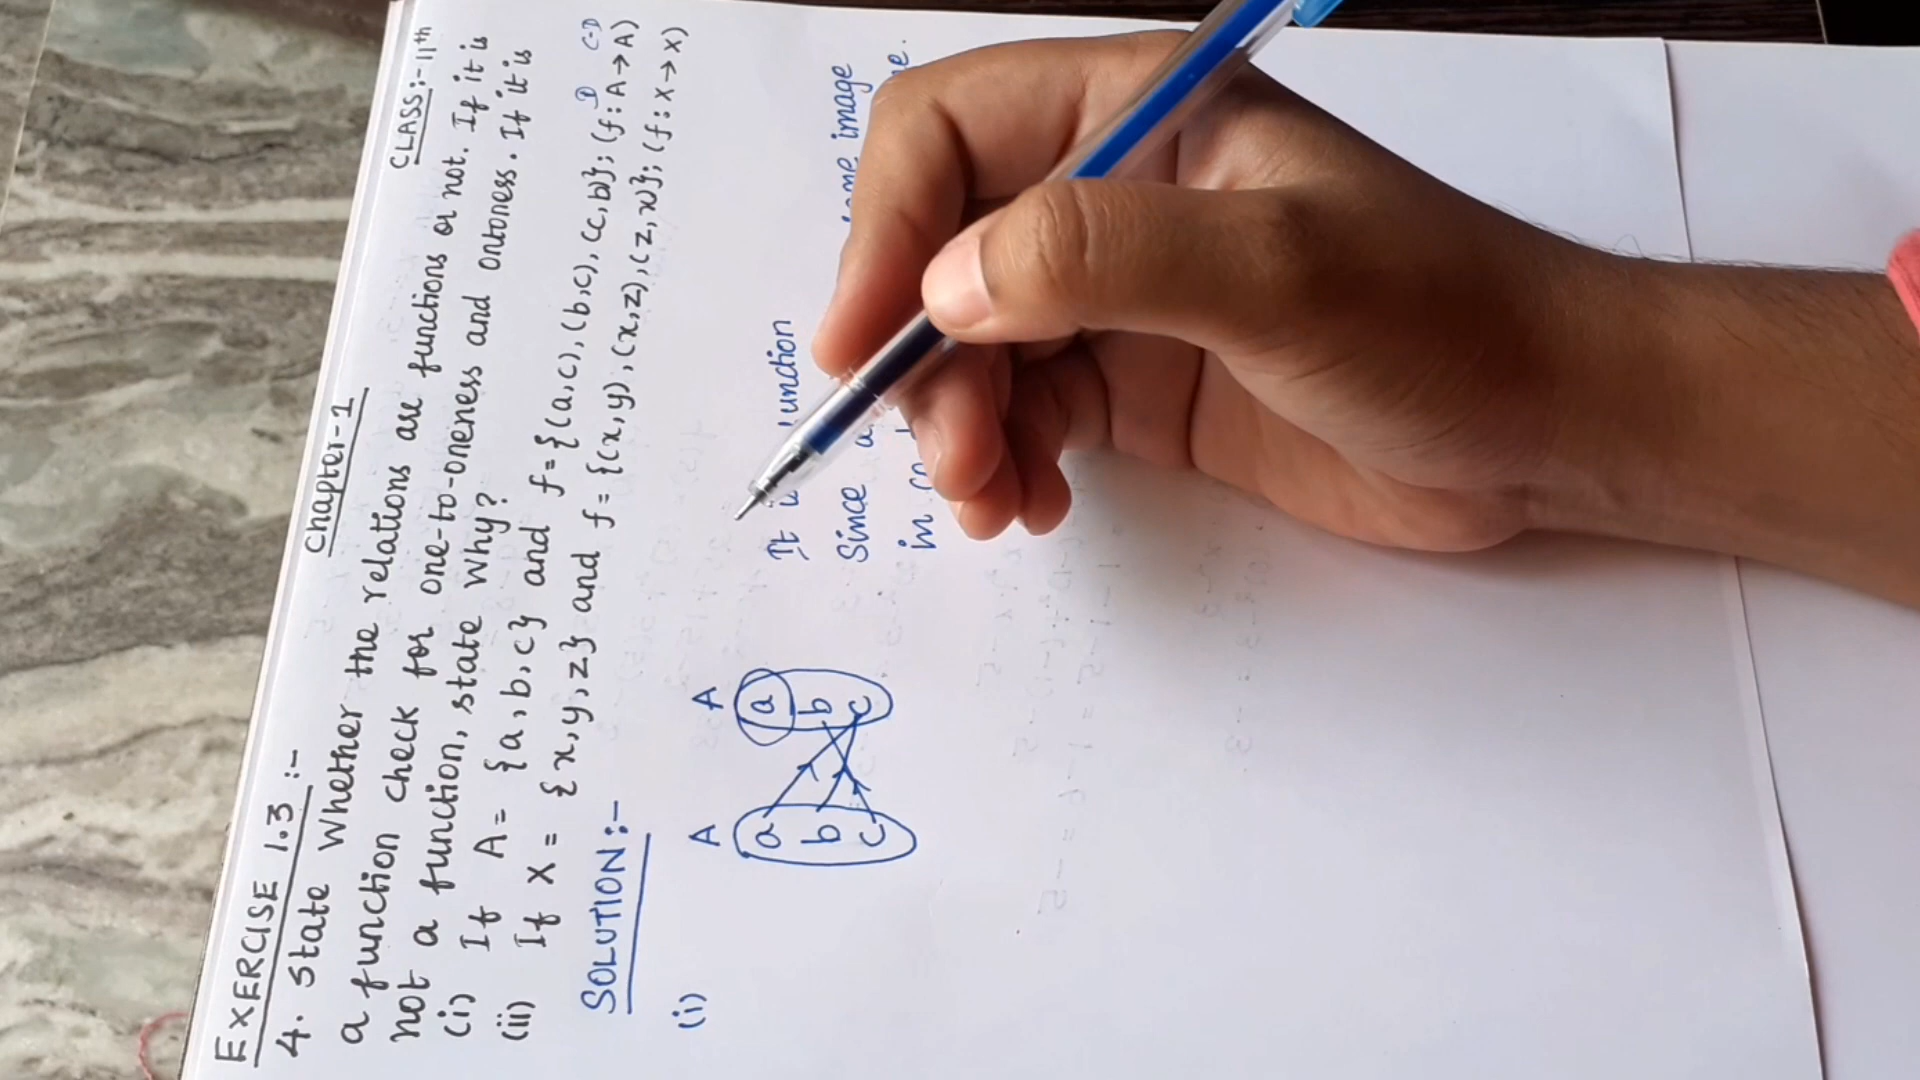 Chapter-1
CLASS:-11th
EXERCISE 1.3 :-
4. State whether the relations are functions or not. If it is
a function check for one-to-oneness and ontoness. If it is
not a function, state why?
(i) If A = {a,b,c} and f={(a,c),(b,c),(c,b)}; (f:A→A)
D CD
(ii) If X = {x,y,z} and f={(x,y),(x,z),(z,x)}; (f:x→x)
SOLUTION:-
(i)
A A
a a
b b
c c
It
Since
image
in